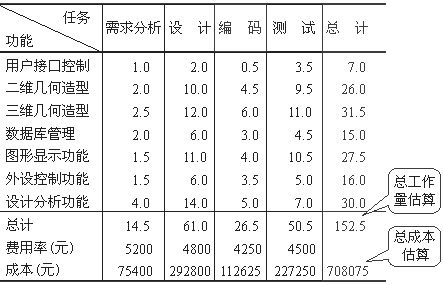 任务
功能 需求分析 设 计 编 码 测 试 总 计
用户接口控制 1.0 2.0 0.5 3.5 7.0
二维几何造型 2.0 10.0 4.5 9.5 26.0
三维几何造型 2.5 12.0 6.0 11.0 31.5
数据库管理 2.0 6.0 3.0 4.5 15.0
图形显示功能 1.5 11.0 4.0 10.5 27.5
外设控制功能 1.5 6.0 3.5 5.0 16.0
设计分析功能 4.0 14.0 5.0 7.0 30.0
总工作
量估算
总计 14.5 61.0 26.5 50.5 152.5
费用率(元) 5200 4800 4250 4500
成本(元) 75400 292800 112625 227250 708075
总成本
估算